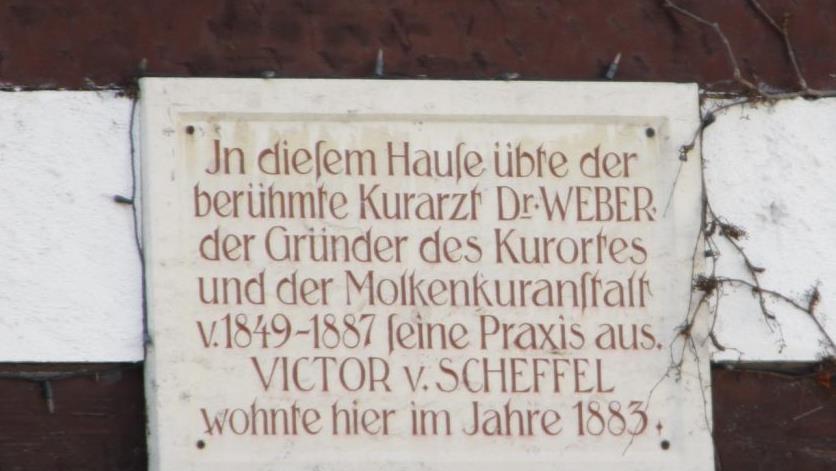 Jn dieſem Hauſe übte der
berühmte Kurarzt Dr. WEBER,
der Gründer des Kurortes
und der Molkenkuranſtalt
v. 1849-1887 ſeine Praxis aus.
VICTOR v. SCHEFFEL
wohnte hier im Jahre 1883.